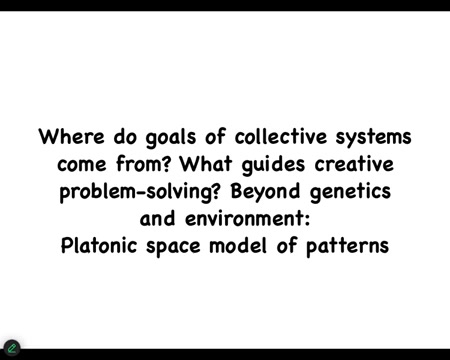 Where do goals of collective systems
come from? What guides creative
problem-solving? Beyond genetics
and environment:
Platonic space model of patterns